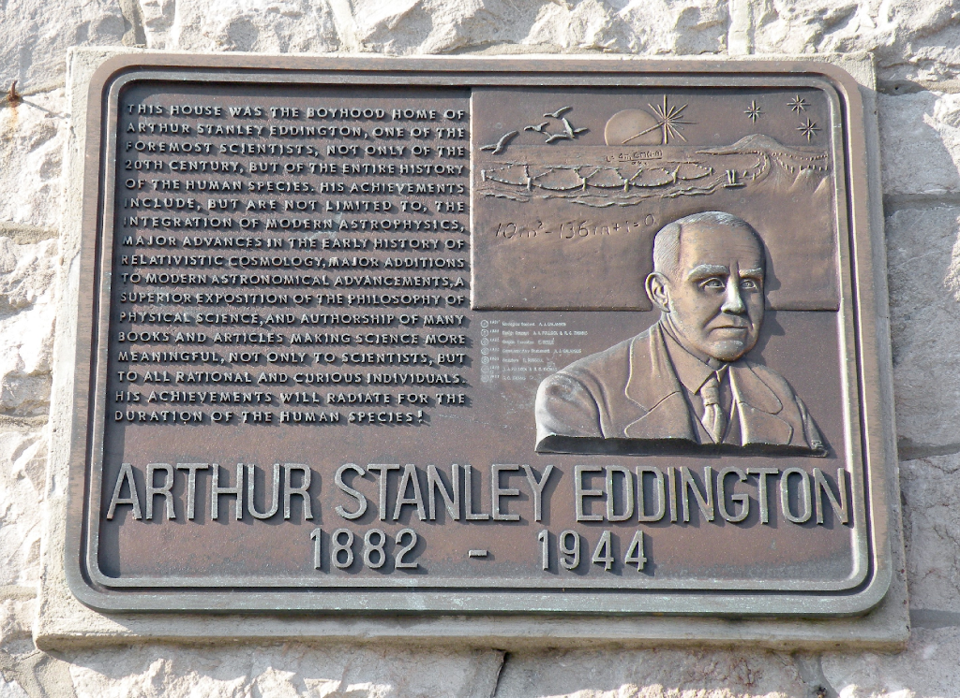 THIS HOUSE WAS THE BOYHOOD HOME OF
ARTHUR STANLEY EDDINGTON, ONE OF THE
FOREMOST SCIENTISTS, NOT ONLY OF THE
20TH CENTURY, BUT OF THE ENTIRE HISTORY
OF THE HUMAN SPECIES. HIS ACHIEVEMENTS
INCLUDE, BUT ARE NOT LIMITED TO, THE
INTEGRATION OF MODERN ASTROPHYSICS,
MAJOR ADVANCES IN THE EARLY HISTORY OF
RELATIVISTIC COSMOLOGY, MAJOR ADDITIONS
TO MODERN ASTRONOMICAL ADVANCEMENTS, A
SUPERIOR EXPOSITION OF THE PHILOSOPHY OF
PHYSICAL SCIENCE, AND AUTHORSHIP OF MANY
BOOKS AND ARTICLES MAKING SCIENCE MORE
MEANINGFUL, NOT ONLY TO SCIENTISTS, BUT
TO ALL RATIONAL AND CURIOUS INDIVIDUALS.
HIS ACHIEVEMENTS WILL RADIATE FOR THE
DURATION OF THE HUMAN SPECIES!
10m²-136m+1=0
ARTHUR STANLEY EDDINGTON
1882 - 1944